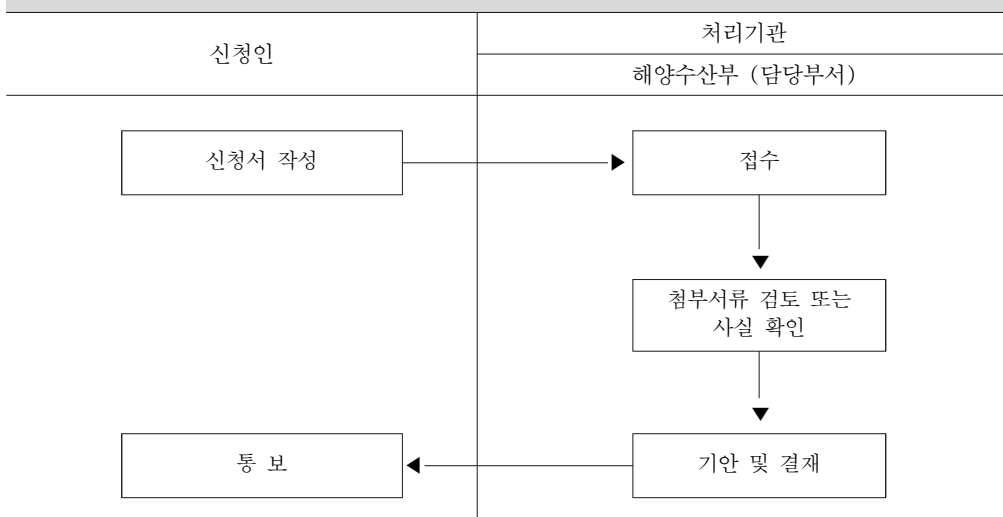 신청인
처리기관
해양수산부 (담당부서)
신청서 작성
접수
첨부서류 검토 또는
사실 확인
통 보
기안 및 결재